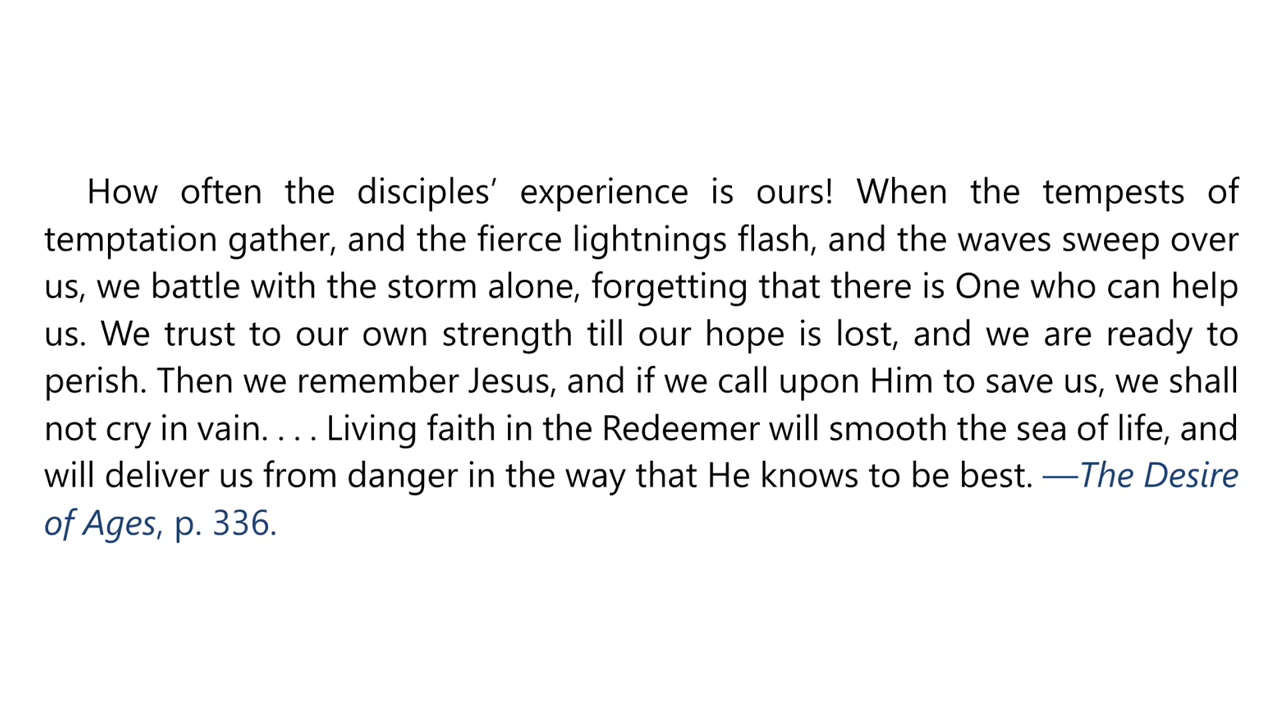 How often the disciples’ experience is ours! When the tempests of
temptation gather, and the fierce lightnings flash, and the waves sweep over
us, we battle with the storm alone, forgetting that there is One who can help
us. We trust to our own strength till our hope is lost, and we are ready to
perish. Then we remember Jesus, and if we call upon Him to save us, we shall
not cry in vain. . . . Living faith in the Redeemer will smooth the sea of life, and
will deliver us from danger in the way that He knows to be best. —The Desire
of Ages, p. 336.